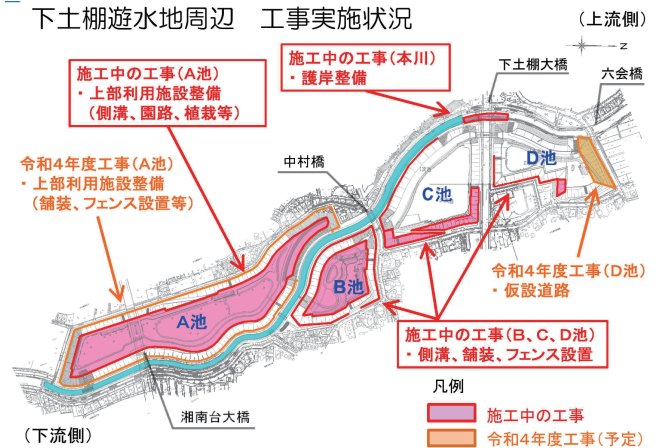 下土棚遊水地周辺　工事実施状況
(上流側)
N
施工中の工事(A池)
・上部利用施設整備
(側溝、園路、植栽等)
施工中の工事(本川)
・護岸整備
下土棚大橋
六会橋
令和4年度工事(A池)
・上部利用施設整備
(舗装、フェンス設置等)
中村橋
D池
C池
B池
A池
令和4年度工事(D池)
・仮設道路
施工中の工事(B、C、D池)
・側溝、舗装、フェンス設置
湘南台大橋
(下流側)
凡例
施工中の工事
令和4年度工事(予定)